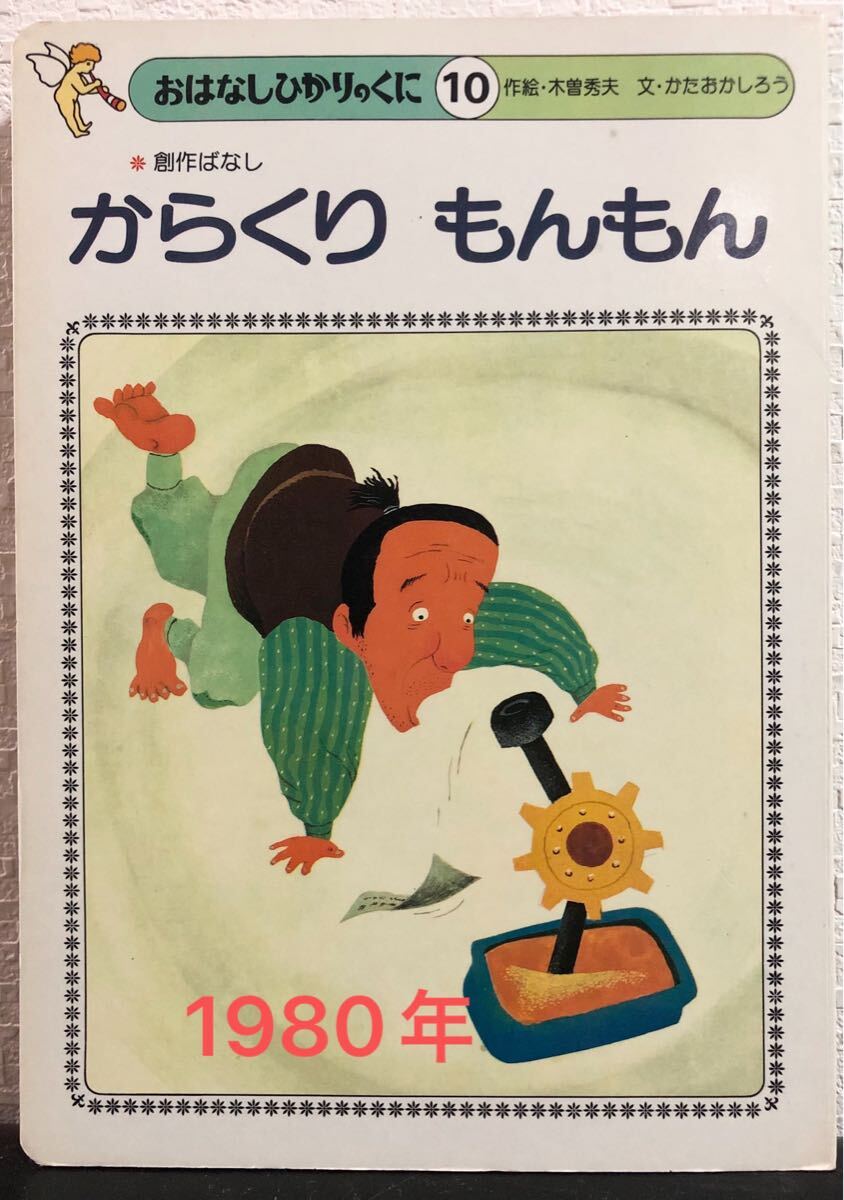 おはなしひかりのくに 10 作絵・木曽秀夫 文・かたおかしろう
＊創作ばなし
からくり もんもん
1980年